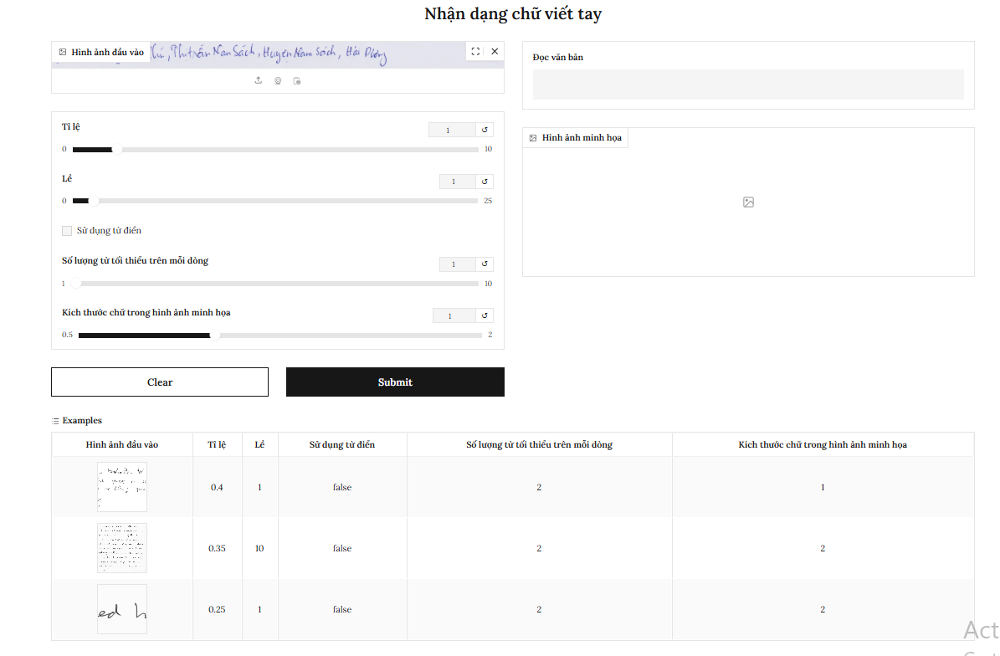 Nhận dạng chữ viết tay
Hình ảnh đầu vào
Thị trấn Nam Sách, Huyện Nam Sách, Hải Dương
Tỉ lệ
1
0
10
Lề
1
0
25
Sử dụng từ điển
Số lượng từ tối thiểu trên mỗi dòng
1
1
10
Kích thước chữ trong hình ảnh minh họa
1
0.5
2
Clear
Submit
Đọc văn bản
Hình ảnh minh họa
Examples
Hình ảnh đầu vào Tỉ lệ Lề Sử dụng từ điển Số lượng từ tối thiểu trên mỗi dòng Kích thước chữ trong hình ảnh minh họa
0.4 1 false 2 1
0.35 10 false 2 2
ed h 0.25 1 false 2 2
Act